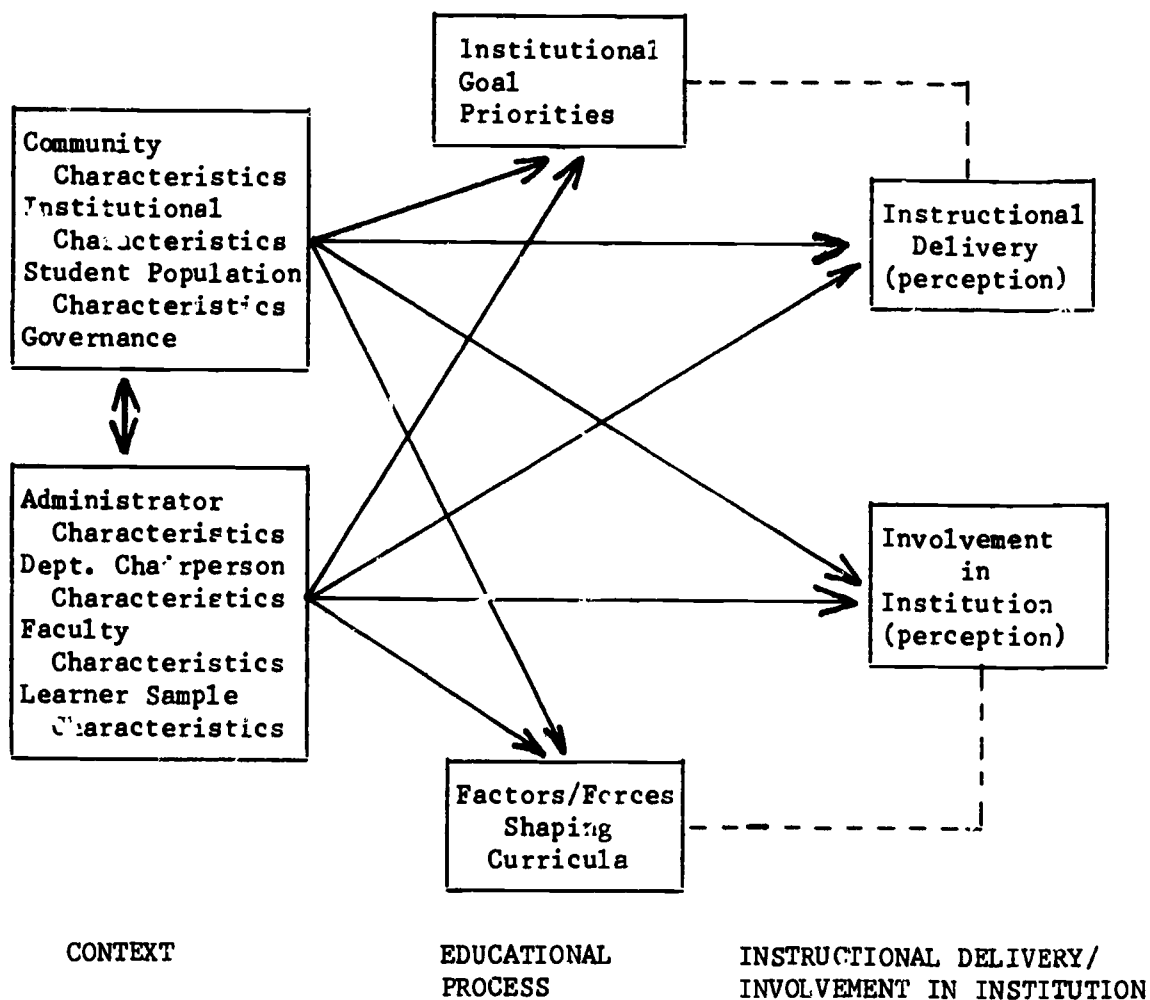 Institutional
Goal
Priorities
Community
Characteristics
Institutional
Characteristics
Student Population
Characteristics
Governance
Instructional
Delivery
(perception)
Administrator
Characteristics
Dept. Chairperson
Characteristics
Faculty
Characteristics
Learner Sample
Characteristics
Involvement
in
Institution
(perception)
Factors/Forces
Shaping
Curricula
CONTEXT
EDUCATIONAL
PROCESS
INSTRUCTIONAL DELIVERY/
INVOLVEMENT IN INSTITUTION